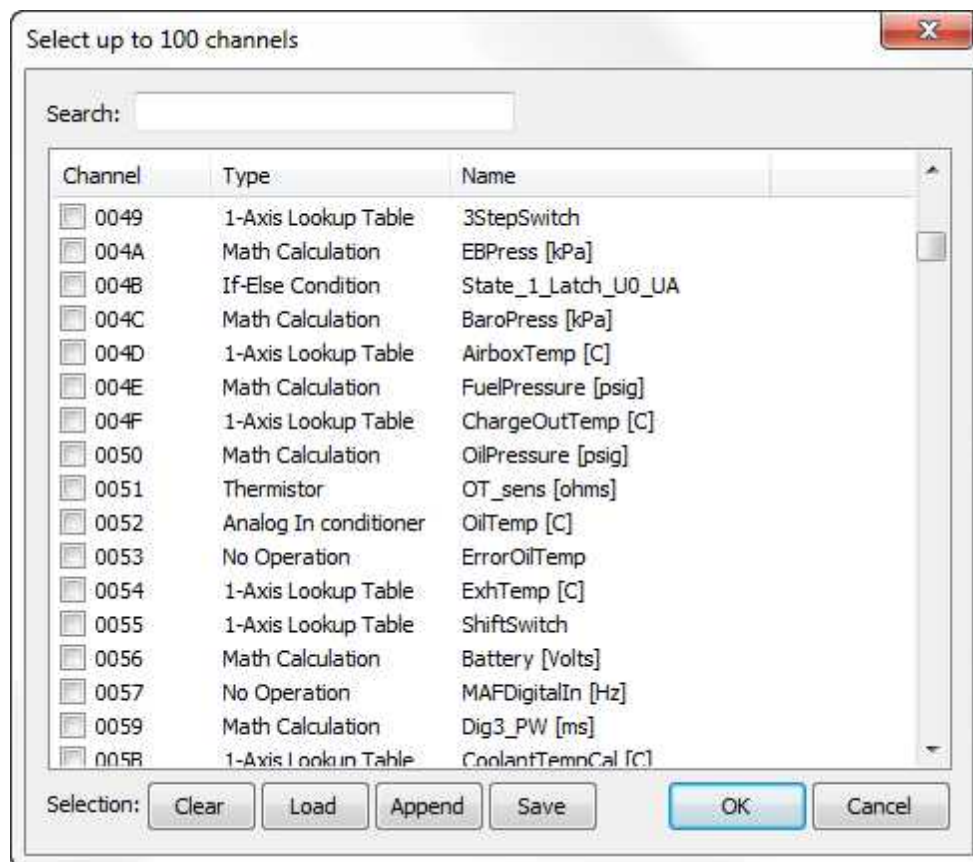 Select up to 100 channels
Search:
Channel Type Name
0049 1-Axis Lookup Table 3StepSwitch
004A Math Calculation EBPress [kPa]
004B If-Else Condition State_1_Latch_U0_UA
004C Math Calculation BaroPress [kPa]
004D 1-Axis Lookup Table AirboxTemp [C]
004E Math Calculation FuelPressure [psig]
004F 1-Axis Lookup Table ChargeOutTemp [C]
0050 Math Calculation OilPressure [psig]
0051 Thermistor OT_sens [ohms]
0052 Analog In conditioner OilTemp [C]
0053 No Operation ErrorOilTemp
0054 1-Axis Lookup Table ExhTemp [C]
0055 1-Axis Lookup Table ShiftSwitch
0056 Math Calculation Battery [Volts]
0057 No Operation MAFDigitalIn [Hz]
0059 Math Calculation Dig3_PW [ms]
005B 1-Axis Lookup Table CoolantTempCal [C]
Selection: Clear Load Append Save OK Cancel